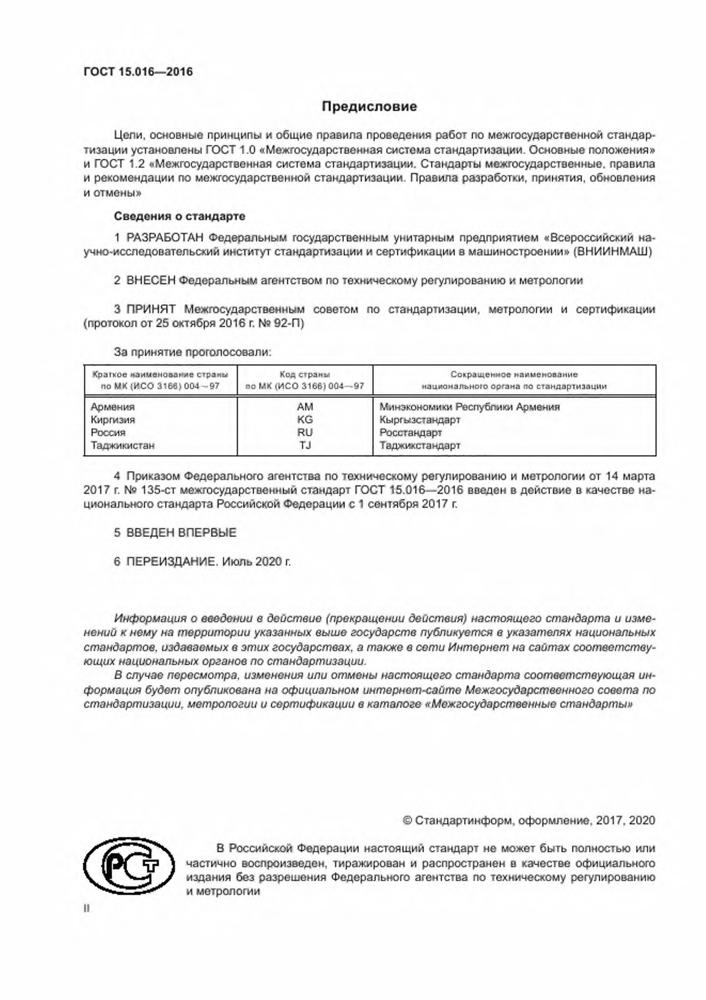 ГОСТ 15.016—2016
Предисловие
Цели, основные принципы и общие правила проведения работ по межгосударственной стандар-
тизации установлены ГОСТ 1.0 «Межгосударственная система стандартизации. Основные положения»
и ГОСТ 1.2 «Межгосударственная система стандартизации. Стандарты межгосударственные, правила
и рекомендации по межгосударственной стандартизации. Правила разработки, принятия, обновления
и отмены»
Сведения о стандарте
1 РАЗРАБОТАН Федеральным государственным унитарным предприятием «Всероссийский на-
учно-исследовательский институт стандартизации и сертификации в машиностроении» (ВНИИНМАШ)
2 ВНЕСЕН Федеральным агентством по техническому регулированию и метрологии
3 ПРИНЯТ Межгосударственным советом по стандартизации, метрологии и сертификации
(протокол от 25 октября 2016 г. № 92-П)
За принятие проголосовали:
Краткое наименование страны
по МК (ИСО 3166) 004—97
Код страны
по МК (ИСО 3166) 004—97
Сокращенное наименование
национального органа по стандартизации
Армения AM Минэкономики Республики Армения
Киргизия KG Кыргызстандарт
Россия RU Росстандарт
Таджикистан TJ Таджикстандарт
4 Приказом Федерального агентства по техническому регулированию и метрологии от 14 марта
2017 г. № 135-ст межгосударственный стандарт ГОСТ 15.016—2016 введен в действие в качестве на-
ционального стандарта Российской Федерации с 1 сентября 2017 г.
5 ВВЕДЕН ВПЕРВЫЕ
6 ПЕРЕИЗДАНИЕ. Июль 2020 г.
Информация о введении в действие (прекращении действия) настоящего стандарта и изме-
нений к нему на территории указанных выше государств публикуется в указателях национальных
стандартов, издаваемых в этих государствах, а также в сети Интернет на сайтах соответству-
ющих национальных органов по стандартизации.
В случае пересмотра, изменения или отмены настоящего стандарта соответствующая ин-
формация будет опубликована на официальном интернет-сайте Межгосударственного совета по
стандартизации, метрологии и сертификации в каталоге «Межгосударственные стандарты»
© Стандартинформ, оформление, 2017, 2020
РСТ
В Российской Федерации настоящий стандарт не может быть полностью или
частично воспроизведен, тиражирован и распространен в качестве официального
издания без разрешения Федерального агентства по техническому регулированию
и метрологии
II